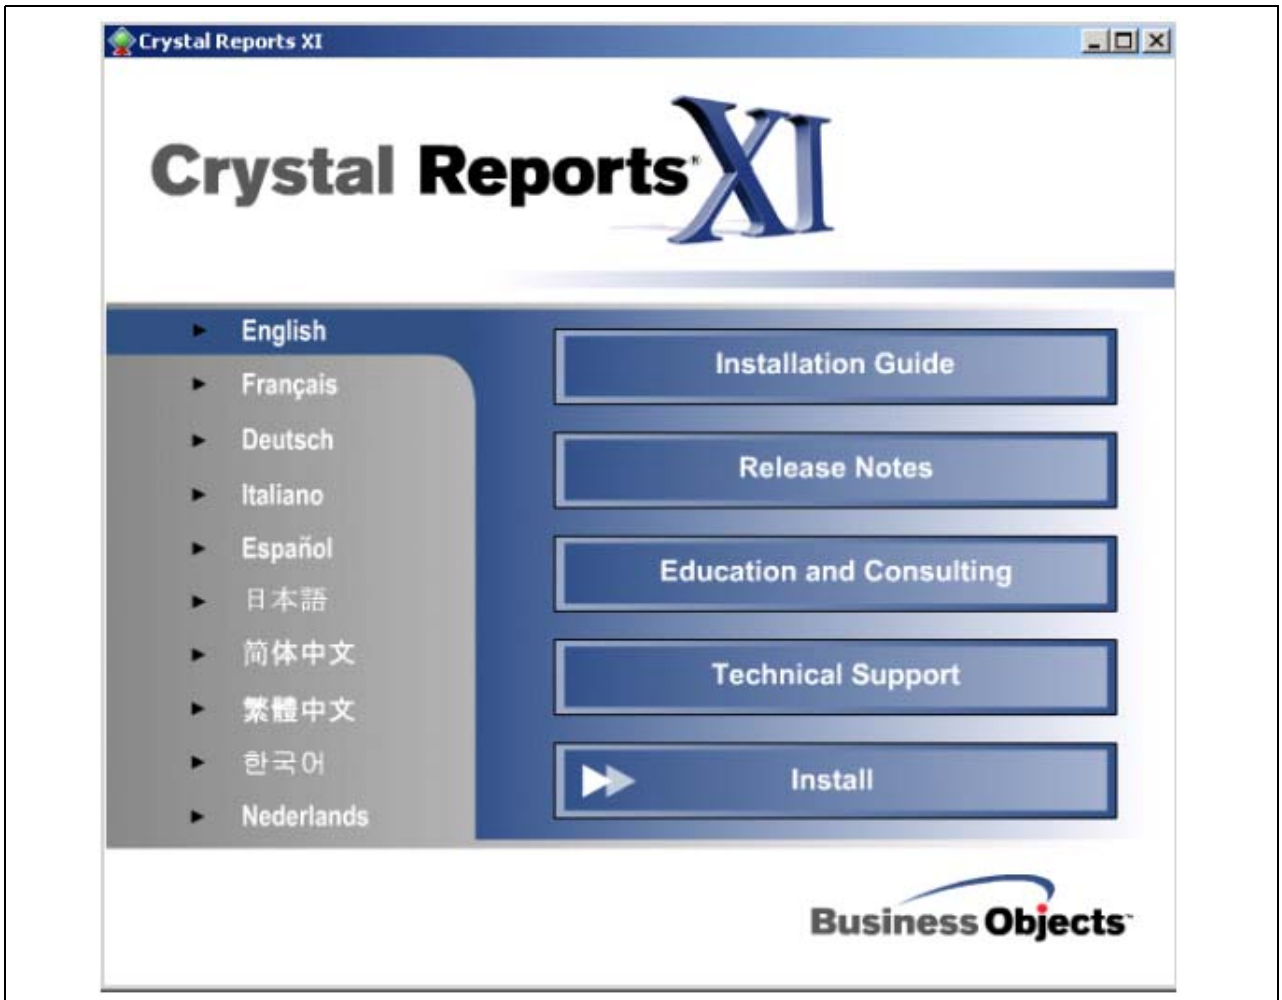 Crystal Reports XI
Crystal Reports® XI
English
Français
Deutsch
Italiano
Español
日本語
简体中文
繁體中文
한국어
Nederlands
Installation Guide
Release Notes
Education and Consulting
Technical Support
Install
Business Objects™